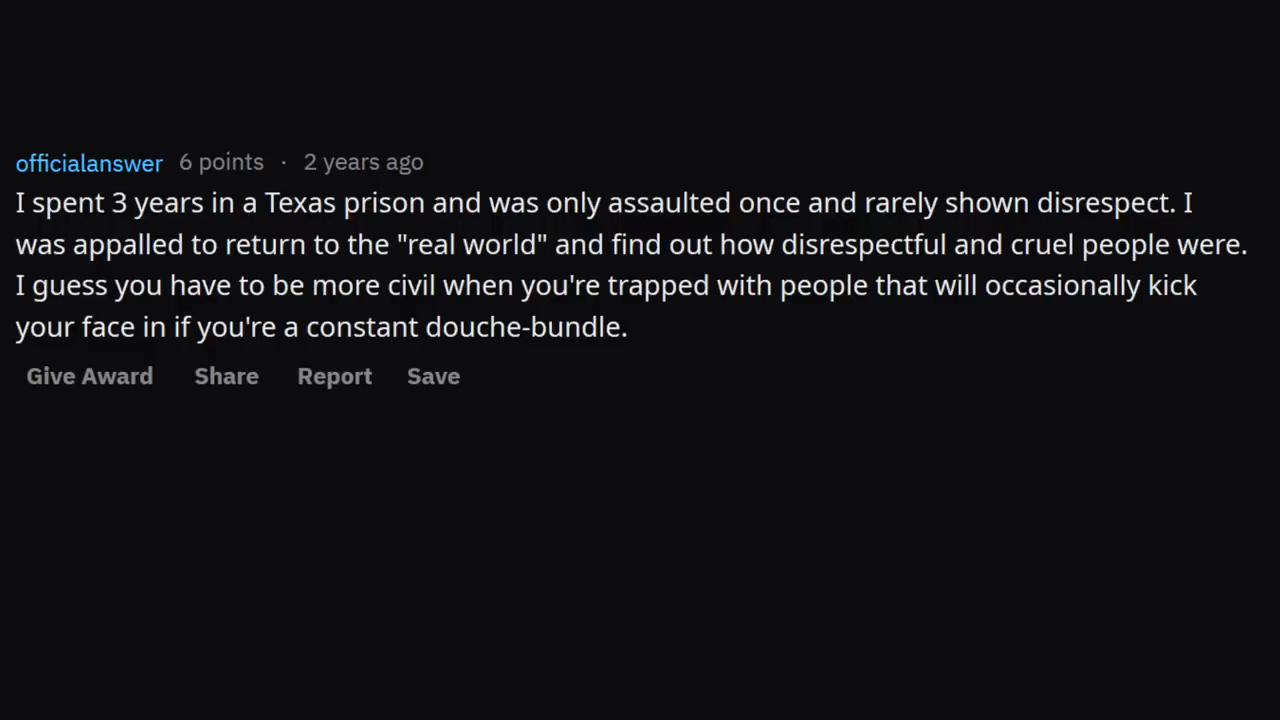 officialanswer 6 points · 2 years ago
I spent 3 years in a Texas prison and was only assaulted once and rarely shown disrespect. I
was appalled to return to the "real world" and find out how disrespectful and cruel people were.
I guess you have to be more civil when you're trapped with people that will occasionally kick
your face in if you're a constant douche-bundle.
Give Award Share Report Save